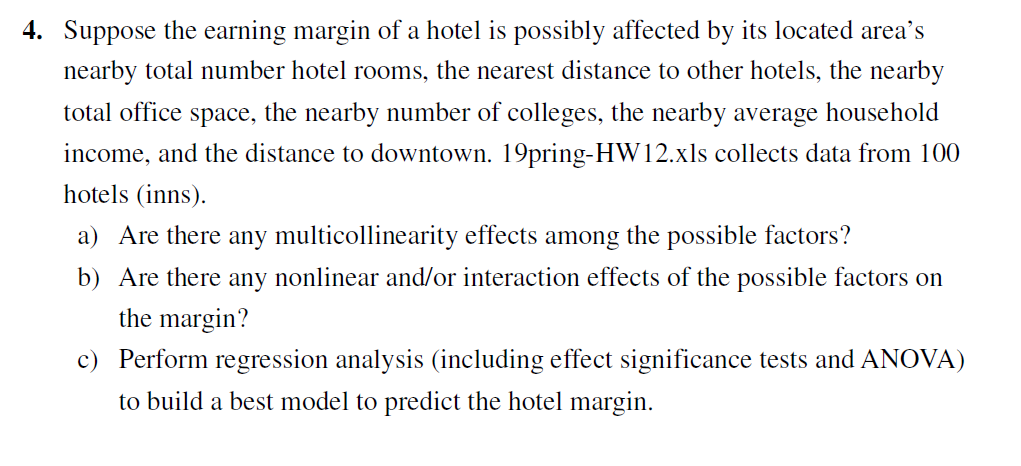 4. Suppose the earning margin of a hotel is possibly affected by its located area's
nearby total number hotel rooms, the nearest distance to other hotels, the nearby
total office space, the nearby number of colleges, the nearby average household
income, and the distance to downtown. 19pring-HW12.xls collects data from 100
hotels (inns).
a) Are there any multicollinearity effects among the possible factors?
b) Are there any nonlinear and/or interaction effects of the possible factors on
the margin?
c) Perform regression analysis (including effect significance tests and ANOVA)
to build a best model to predict the hotel margin.